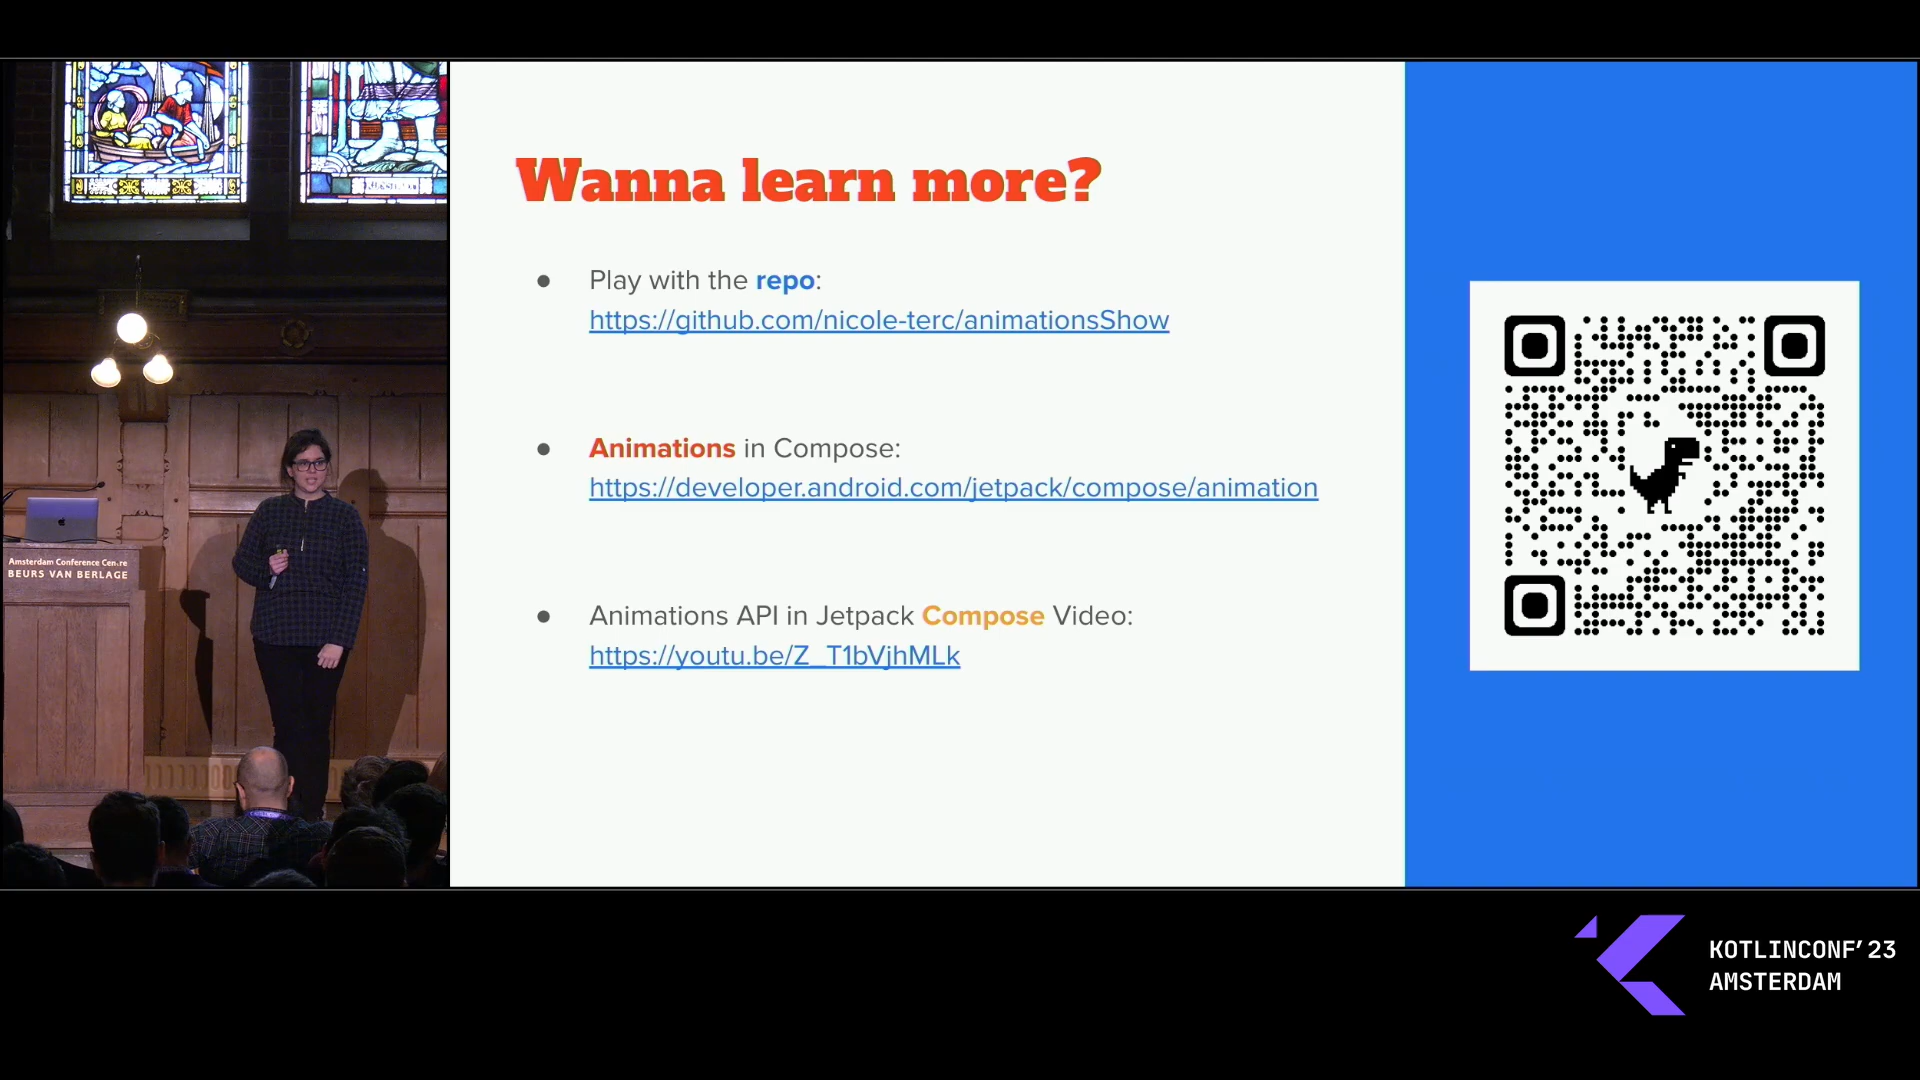 Wanna learn more?
● Play with the repo:
https://github.com/nicole-terc/animationsShow
● Animations in Compose:
https://developer.android.com/jetpack/compose/animation
● Animations API in Jetpack Compose Video:
https://youtu.be/Z_T1bVjhMLk
Amsterdam Conference Cen.re
BEURS VAN BERLAGE
KOTLINCONF'23
AMSTERDAM